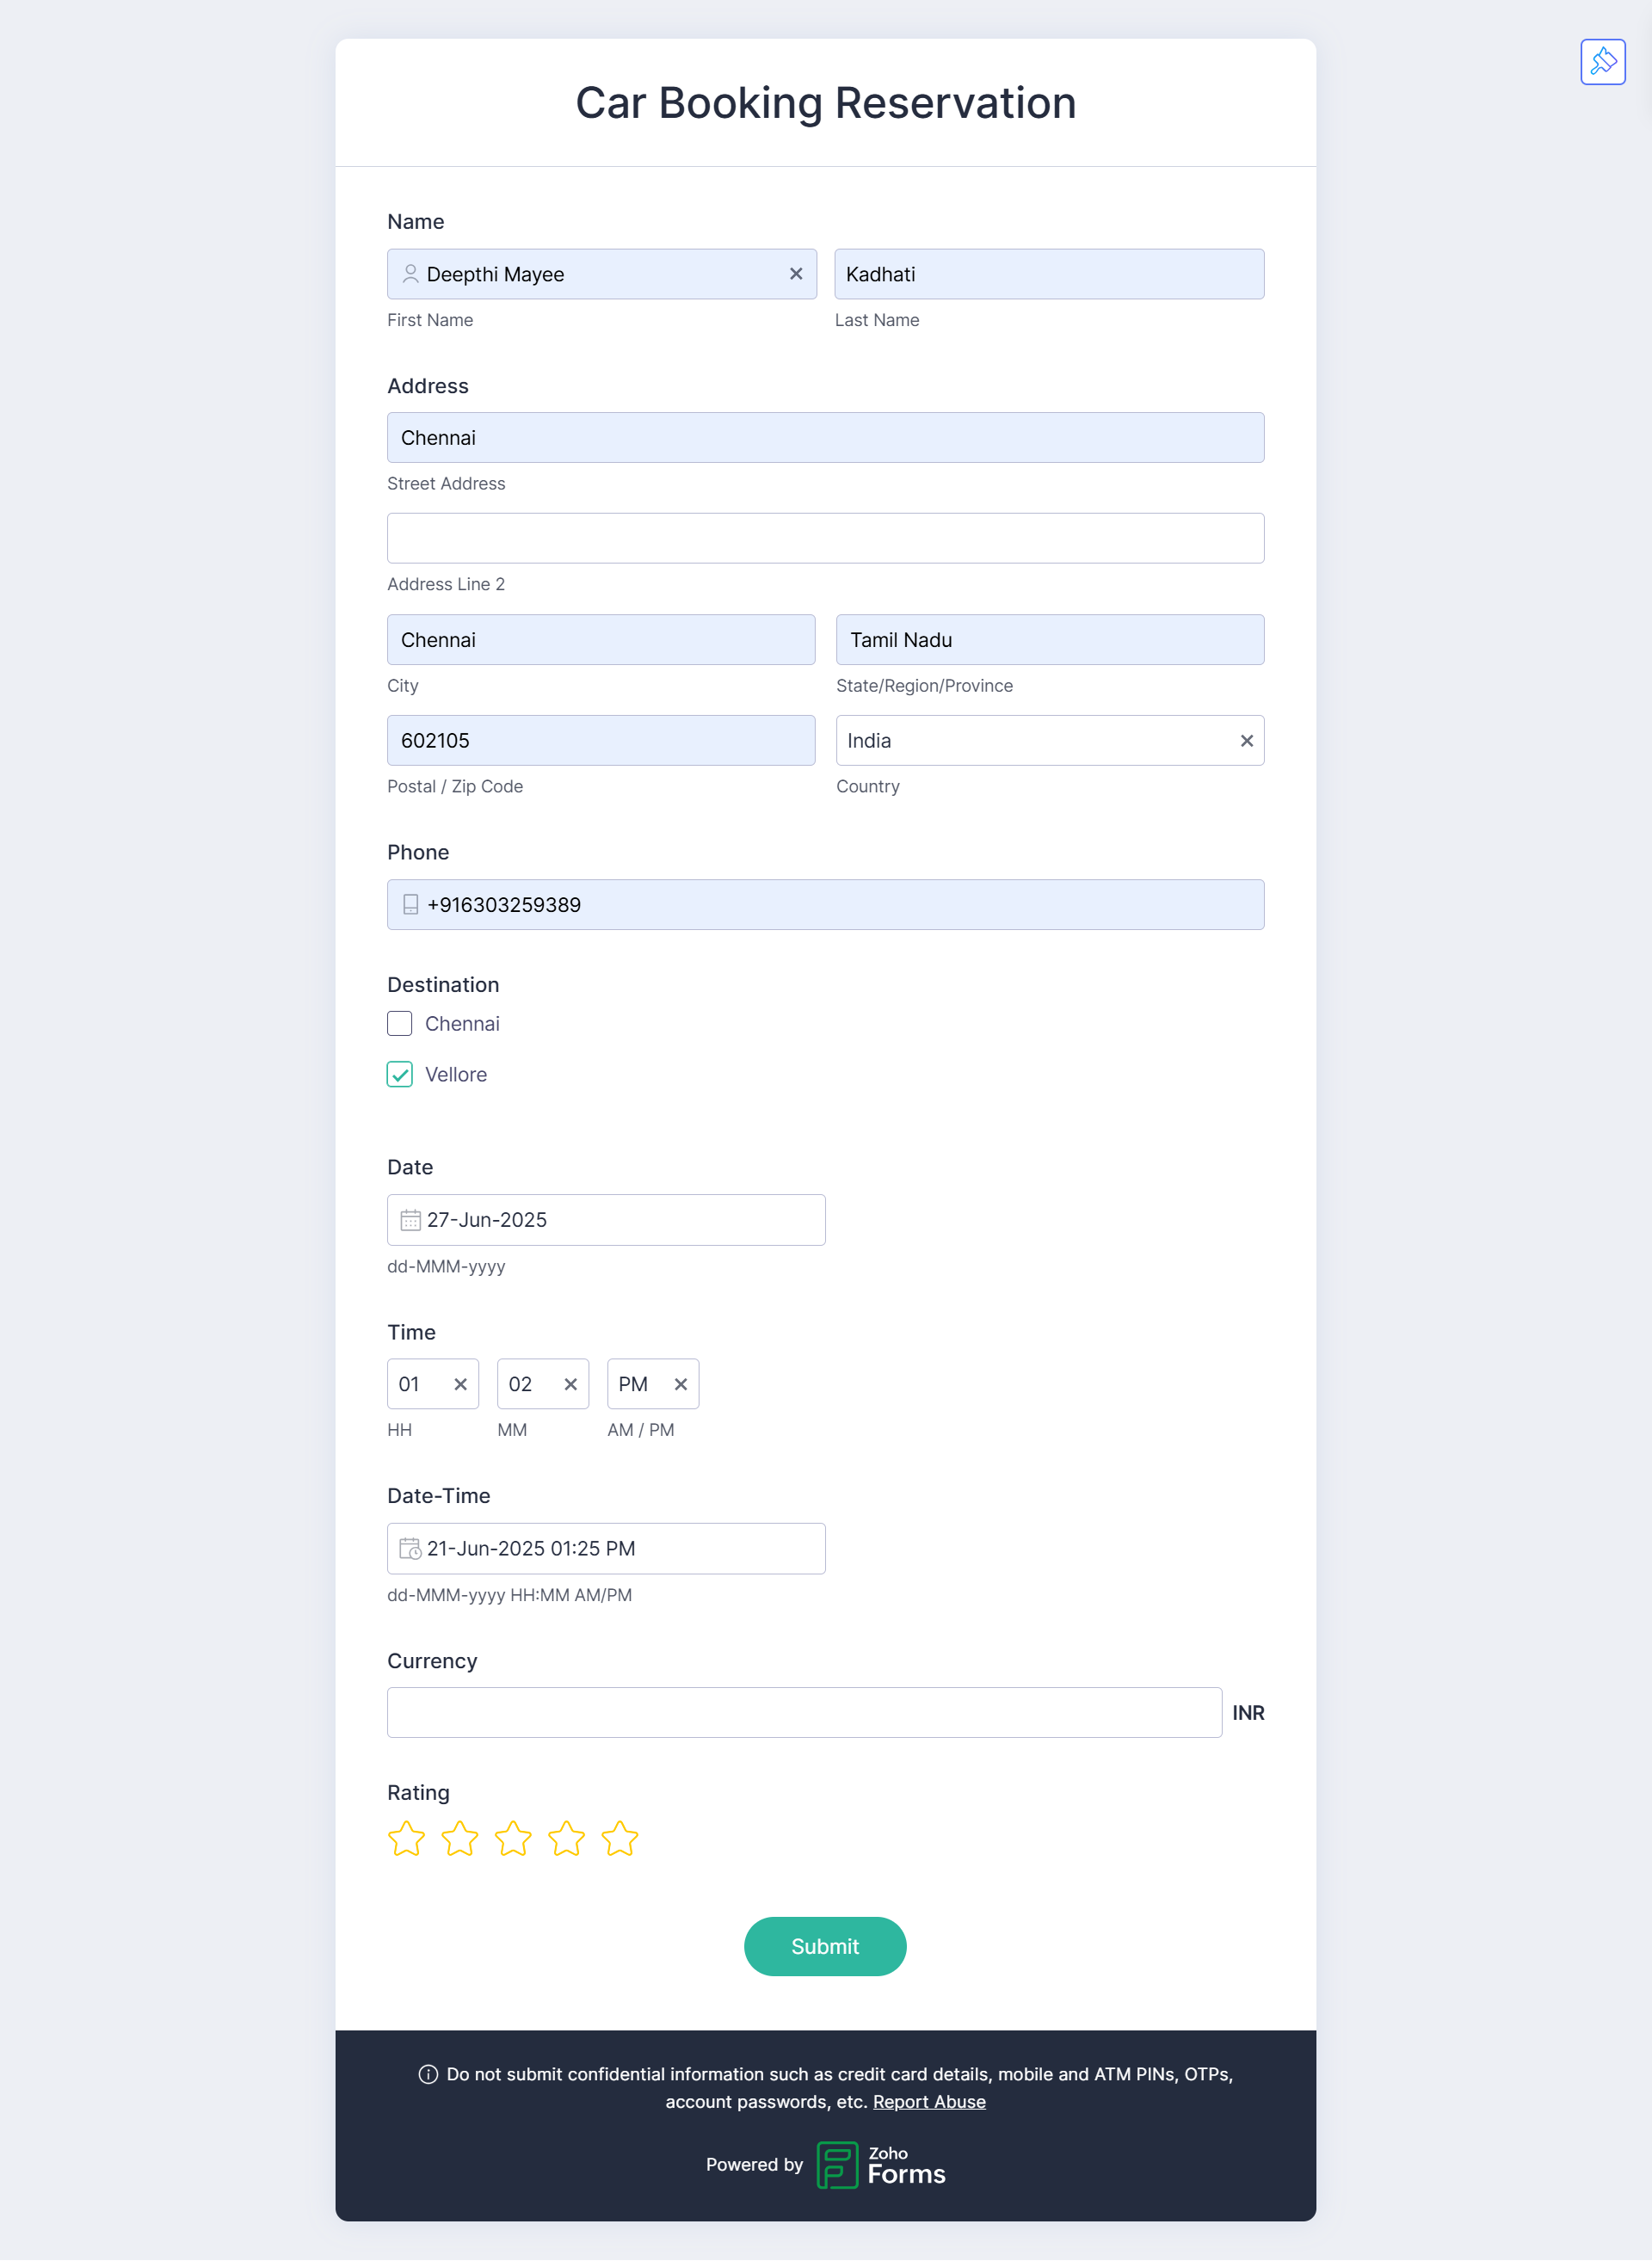 Car Booking Reservation
Name
Deepthi Mayee
Kadhati
First Name
Last Name
Address
Chennai
Street Address
Address Line 2
Chennai
Tamil Nadu
City
State/Region/Province
602105
India
Postal / Zip Code
Country
Phone
+916303259389
Destination
Chennai
Vellore
Date
27-Jun-2025
dd-MMM-yyyy
Time
01
02
PM
HH
MM
AM / PM
Date-Time
21-Jun-2025 01:25 PM
dd-MMM-yyyy HH:MM AM/PM
Currency
INR
Rating
Submit
Do not submit confidential information such as credit card details, mobile and ATM PINs, OTPs,
account passwords, etc. Report Abuse
Powered by
Zoho
Forms